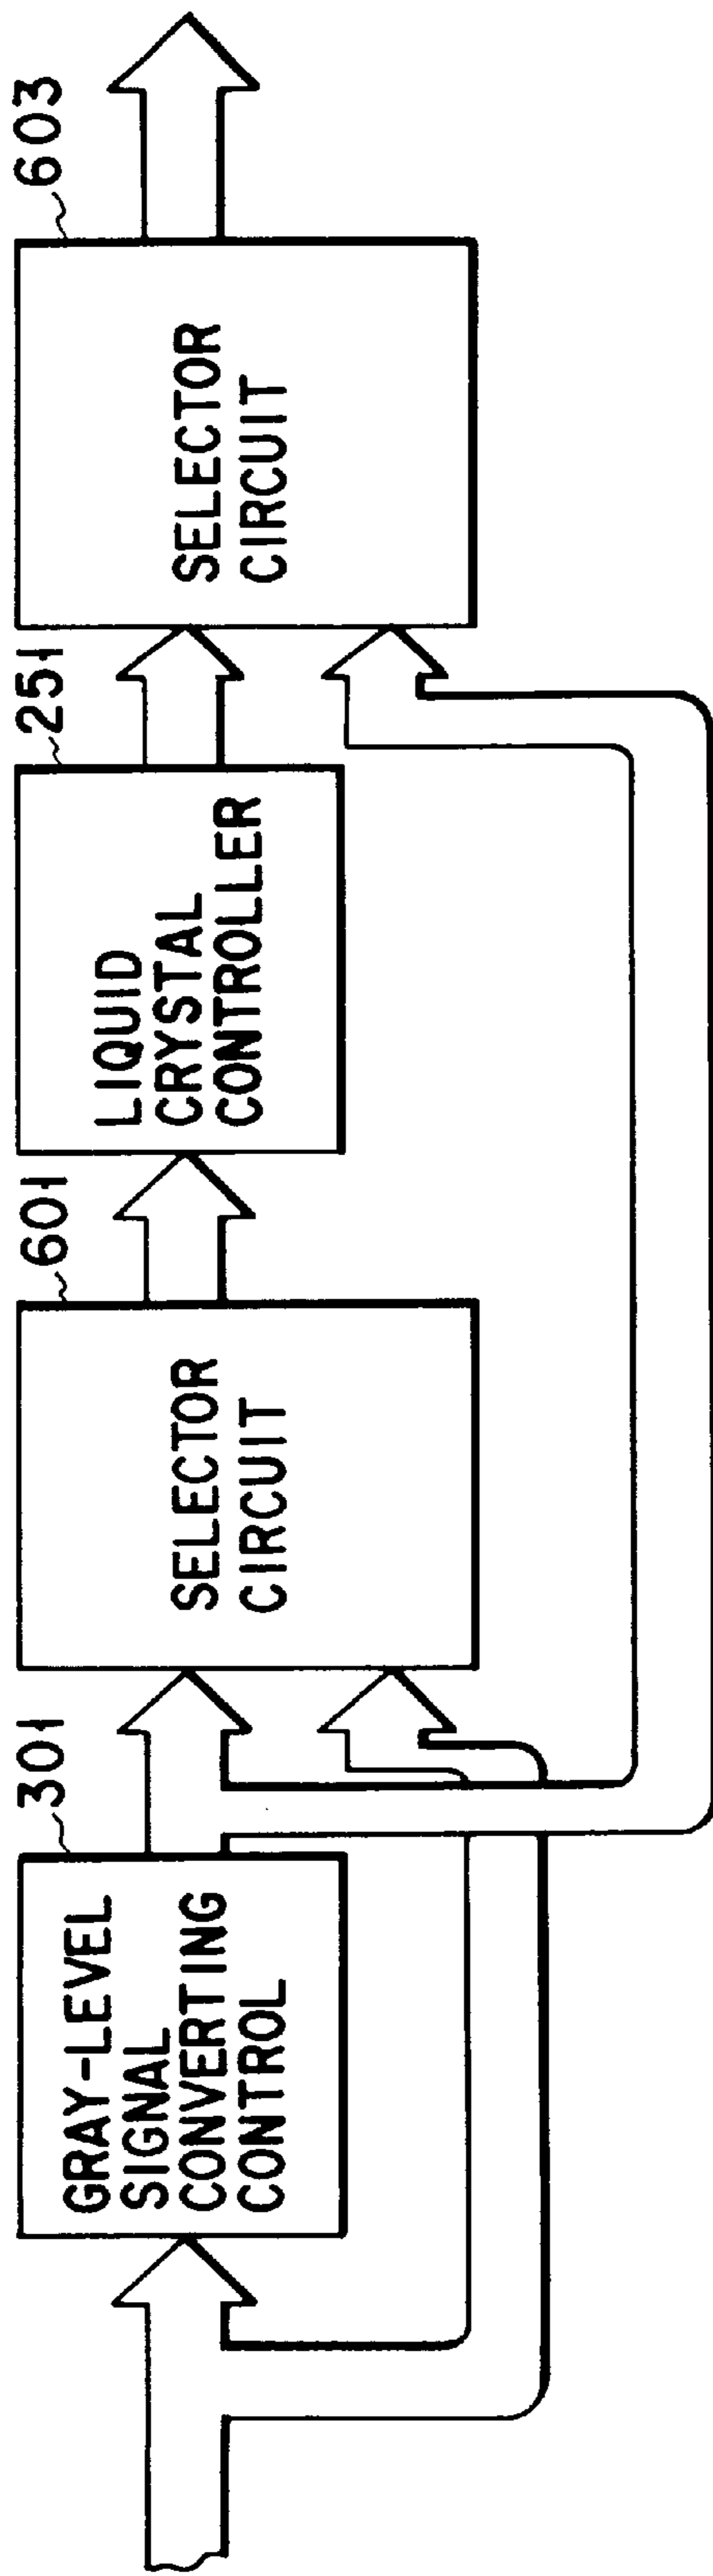 301
GRAY-LEVEL
SIGNAL
CONVERTING
CONTROL
601
SELECTOR
CIRCUIT
251
LIQUID
CRYSTAL
CONTROLLER
603
SELECTOR
CIRCUIT